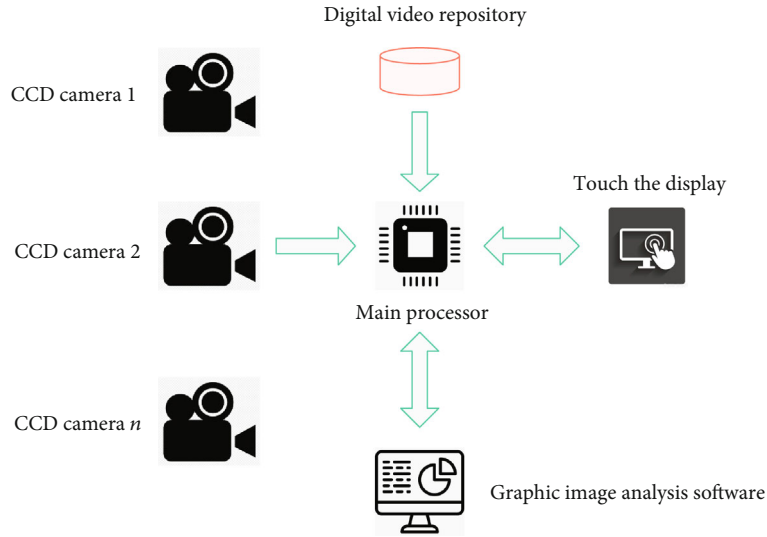 Digital video repository
CCD camera 1
Touch the display
CCD camera 2
Main processor
CCD camera n
Graphic image analysis software